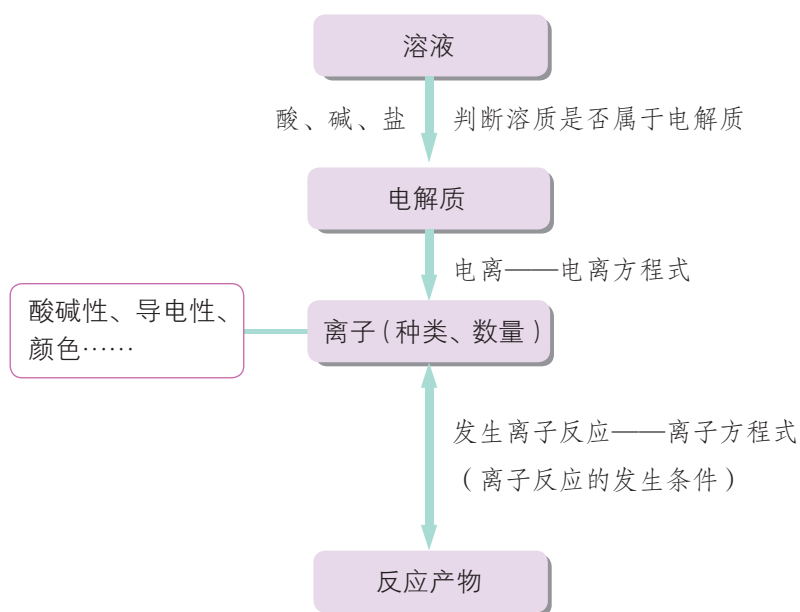 溶液
酸、碱、盐
判断溶质是否属于电解质
电解质
电离——电离方程式
酸碱性、导电性、
颜色……
离子(种类、数量)
发生离子反应——离子方程式
(离子反应的发生条件)
反应产物